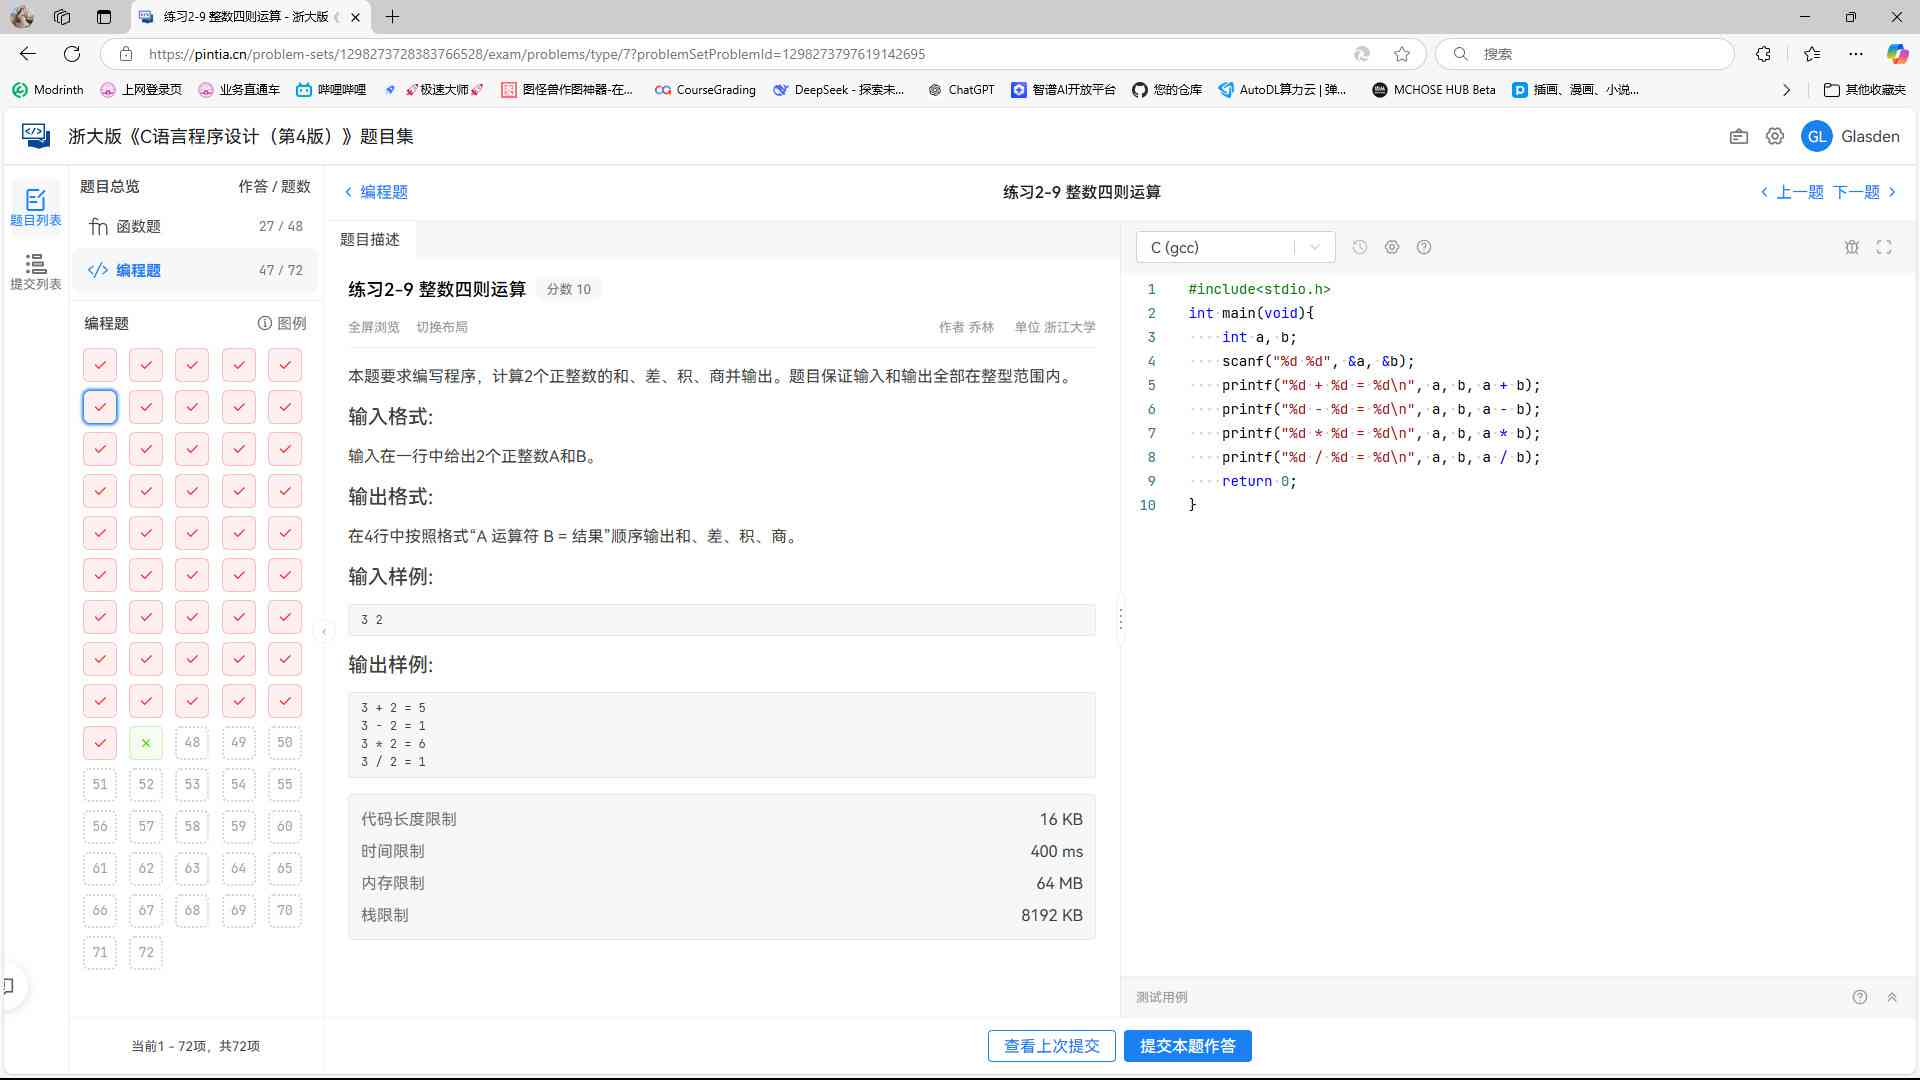 练习2-9 整数四则运算 - 浙大版《
https://pintia.cn/problem-sets/1298273728383766528/exam/problems/type/7?problemSetProblemId=1298273797619142695
搜索
Modrinth 上网登录页 业务直通车 哔哩哔哩 🚀极速大师🚀 图怪兽作图神器-在... CourseGrading DeepSeek - 探索未... ChatGPT 智谱AI开放平台 您的仓库 AutoDL算力云 | 弹... MCHOSE HUB Beta 插画、漫画、小说... 其他收藏夹
浙大版《C语言程序设计（第4版）》题目集
GL Glasden
题目列表
提交列表
题目总览 作答 / 题数
函数题 27 / 48
编程题 47 / 72
编程题 图例
48 49 50
51 52 53 54 55
56 57 58 59 60
61 62 63 64 65
66 67 68 69 70
71 72
当前1 - 72项，共72项
编程题
练习2-9 整数四则运算
上一题 下一题
题目描述
练习2-9 整数四则运算 分数 10
全屏浏览 切换布局 作者 乔林 单位 浙江大学
本题要求编写程序，计算2个正整数的和、差、积、商并输出。题目保证输入和输出全部在整型范围内。
输入格式:
输入在一行中给出2个正整数A和B。
输出格式:
在4行中按照格式“A 运算符 B = 结果”顺序输出和、差、积、商。
输入样例:
3 2
输出样例:
3 + 2 = 5
3 - 2 = 1
3 * 2 = 6
3 / 2 = 1
代码长度限制 16 KB
时间限制 400 ms
内存限制 64 MB
栈限制 8192 KB
C (gcc)
1 #include<stdio.h>
2 int main(void){
3     int a, b;
4     scanf("%d %d", &a, &b);
5     printf("%d + %d = %d\n", a, b, a + b);
6     printf("%d - %d = %d\n", a, b, a - b);
7     printf("%d * %d = %d\n", a, b, a * b);
8     printf("%d / %d = %d\n", a, b, a / b);
9     return 0;
10 }
测试用例
查看上次提交 提交本题作答